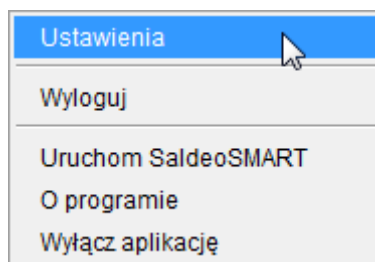 Ustawienia
Wyloguj
Uruchom SaldeoSMART
O programie
Wyłącz aplikację